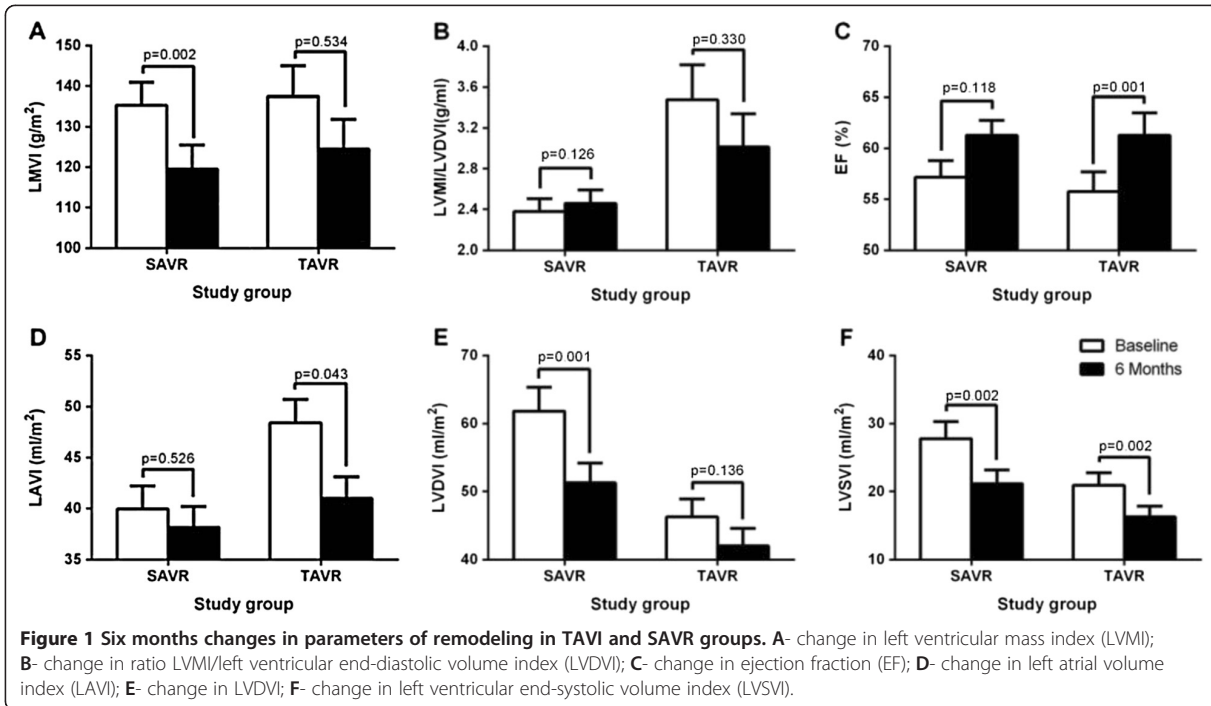 A
LMVI (g/m²)
150
140
130
120
110
100
p=0.002
p=0.534
SAVR
TAVR
Study group
B
LVMI/LVDVI(g/ml)
4.0
3.6
3.2
2.8
2.4
2.0
p=0.126
p=0.330
SAVR
TAVR
Study group
C
EF (%)
70
65
60
55
50
p=0.118
p=0.001
SAVR
TAVR
Study group
D
LAVI (ml/m²)
55
50
45
40
35
p=0.526
p=0.043
SAVR
TAVR
Study group
E
LVDVI (ml/m²)
70
60
50
40
p=0 001
p=0.136
SAVR
TAVR
Study group
F
LVSVI (ml/m²)
40
30
20
10
Baseline
6 Months
p=0 002
p=0.002
SAVR
TAVR
Study group
Figure 1 Six months changes in parameters of remodeling in TAVI and SAVR groups. A- change in left ventricular mass index (LVMI);
B- change in ratio LVMI/left ventricular end-diastolic volume index (LVDVI); C- change in ejection fraction (EF); D- change in left atrial volume
index (LAVI); E- change in LVDVI; F- change in left ventricular end-systolic volume index (LVSVI).